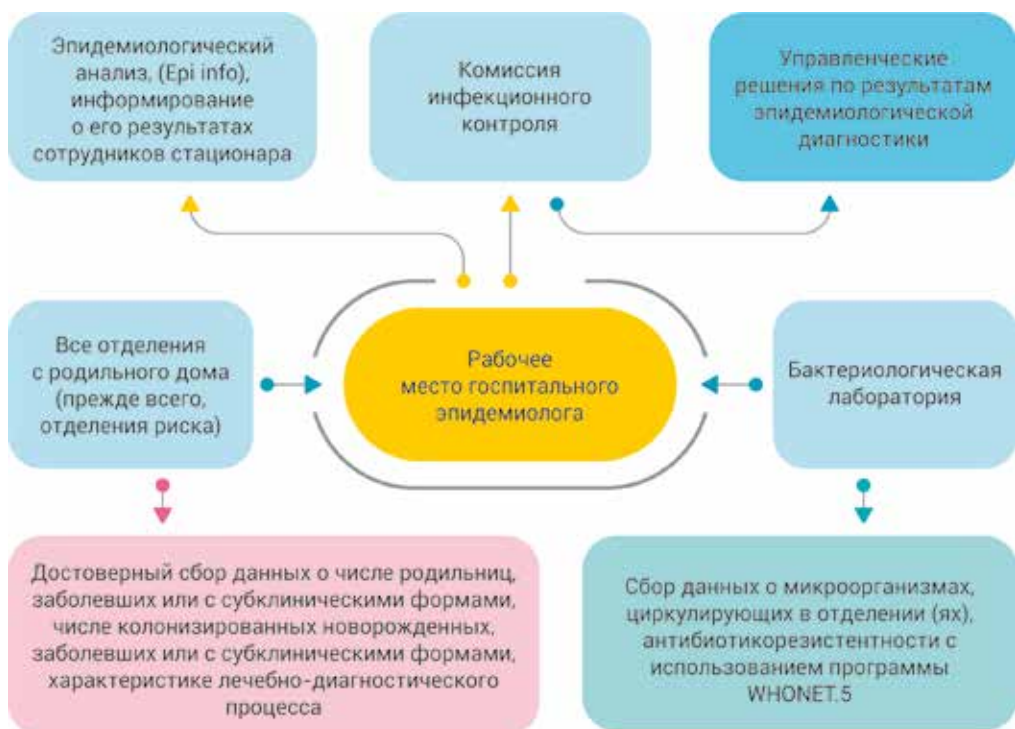 Эпидемиологический
анализ, (Epi info),
информирование
о его результатах
сотрудников стационара
Комиссия
инфекционного
контроля
Управленческие
решения по результатам
эпидемиологической
диагностики
Все отделения
с родильного дома
(прежде всего,
отделения риска)
Рабочее
место госпитального
эпидемиолога
Бактериологическая
лаборатория
Достоверный сбор данных о числе родильниц,
заболевших или с субклиническими формами,
числе колонизированных новорожденных,
заболевших или с субклиническими формами,
характеристике лечебно-диагностического
процесса
Сбор данных о микроорганизмах,
циркулирующих в отделении (ях),
антибиотикорезистентности с
использованием программы
WHONET.5